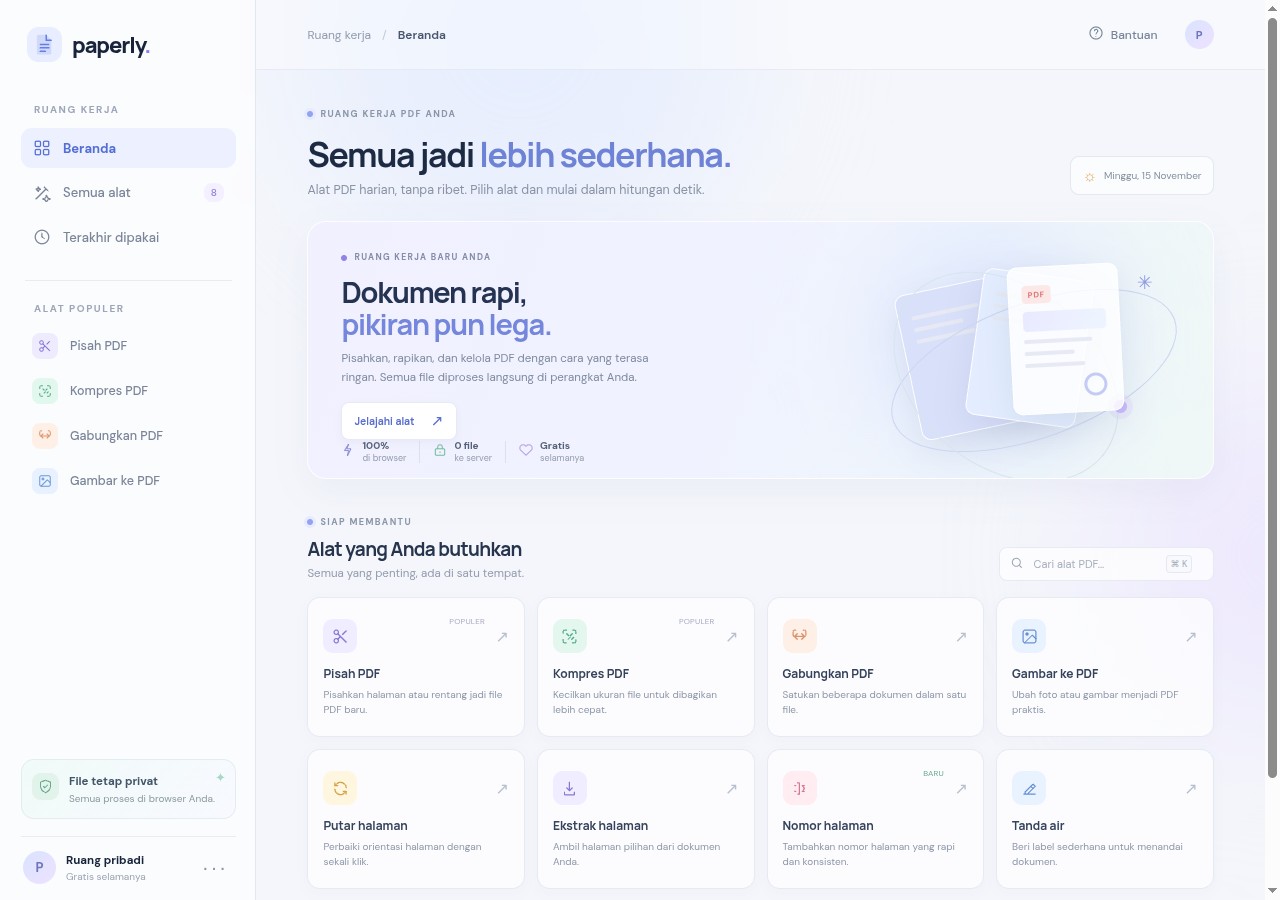 paperly.
RUANG KERJA
Beranda
Semua alat
8
Terakhir dipakai
ALAT POPULER
Pisah PDF
Kompres PDF
Gabungkan PDF
Gambar ke PDF
File tetap privat
Semua proses di browser Anda.
P
Ruang pribadi
Gratis selamanya
Ruang kerja / Beranda
Bantuan
P
RUANG KERJA PDF ANDA
Semua jadi lebih sederhana.
Alat PDF harian, tanpa ribet. Pilih alat dan mulai dalam hitungan detik.
Minggu, 15 November
RUANG KERJA BARU ANDA
Dokumen rapi,
pikiran pun lega.
Pisahkan, rapikan, dan kelola PDF dengan cara yang terasa
ringan. Semua file diproses langsung di perangkat Anda.
Jelajahi alat
100%
di browser
0 file
ke server
Gratis
selamanya
PDF
SIAP MEMBANTU
Alat yang Anda butuhkan
Semua yang penting, ada di satu tempat.
Cari alat PDF...
⌘ K
POPULER
Pisah PDF
Pisahkan halaman atau rentang jadi file
PDF baru.
POPULER
Kompres PDF
Kecilkan ukuran file untuk dibagikan
lebih cepat.
Gabungkan PDF
Satukan beberapa dokumen dalam satu
file.
Gambar ke PDF
Ubah foto atau gambar menjadi PDF
praktis.
Putar halaman
Perbaiki orientasi halaman dengan
sekali klik.
Ekstrak halaman
Ambil halaman pilihan dari dokumen
Anda.
BARU
Nomor halaman
Tambahkan nomor halaman yang rapi
dan konsisten.
Tanda air
Beri label sederhana untuk menandai
dokumen.